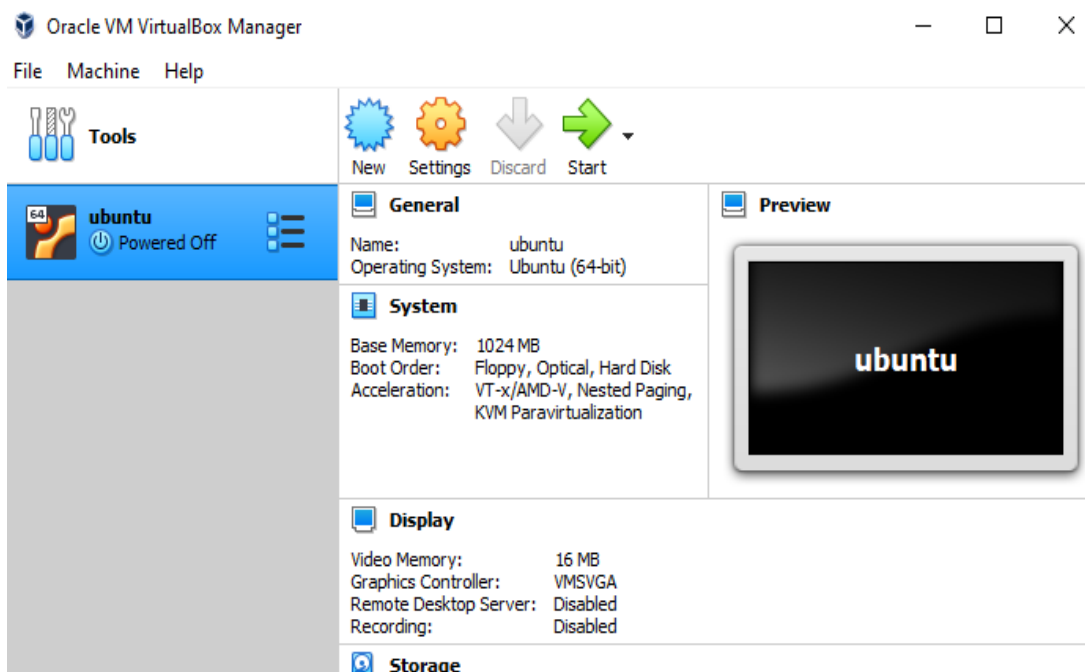 Oracle VM VirtualBox Manager
File Machine Help
Tools
New Settings Discard Start
64
ubuntu
Powered Off
General
Name: ubuntu
Operating System: Ubuntu (64-bit)
System
Base Memory: 1024 MB
Boot Order: Floppy, Optical, Hard Disk
Acceleration: VT-x/AMD-V, Nested Paging,
KVM Paravirtualization
Preview
ubuntu
Display
Video Memory: 16 MB
Graphics Controller: VMSVGA
Remote Desktop Server: Disabled
Recording: Disabled
Storage